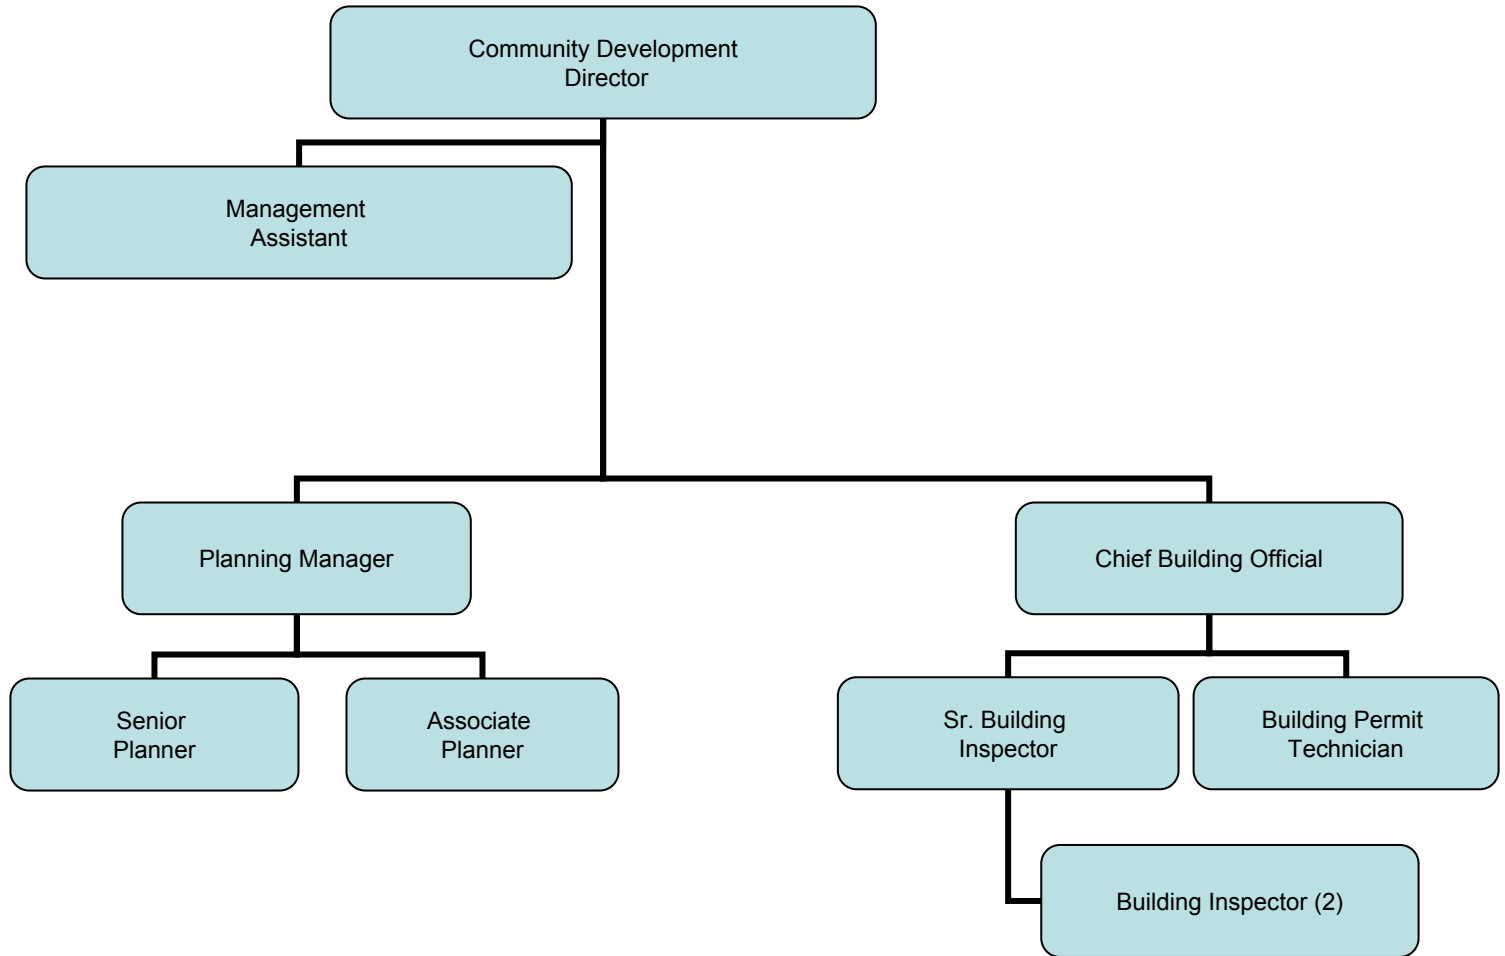 Community Development
Director
Management
Assistant
Planning Manager
Chief Building Official
Senior
Planner
Associate
Planner
Sr. Building
Inspector
Building Permit
Technician
Building Inspector (2)